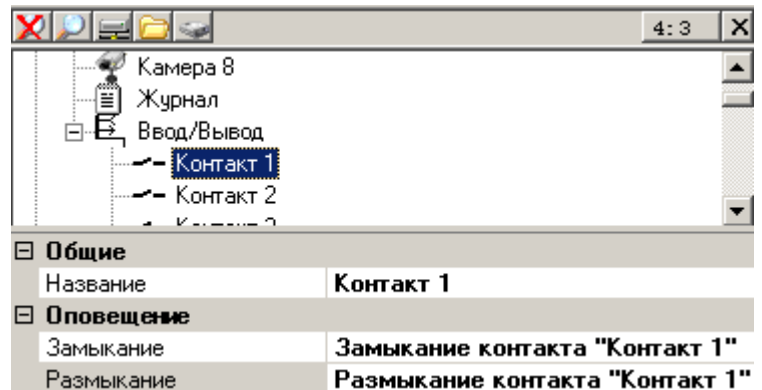 4:3
Камера 8
Журнал
Ввод/Вывод
Контакт 1
Контакт 2
Общие
Название Контакт 1
Оповещение
Замыкание Замыкание контакта "Контакт 1"
Размыкание Размыкание контакта "Контакт 1"